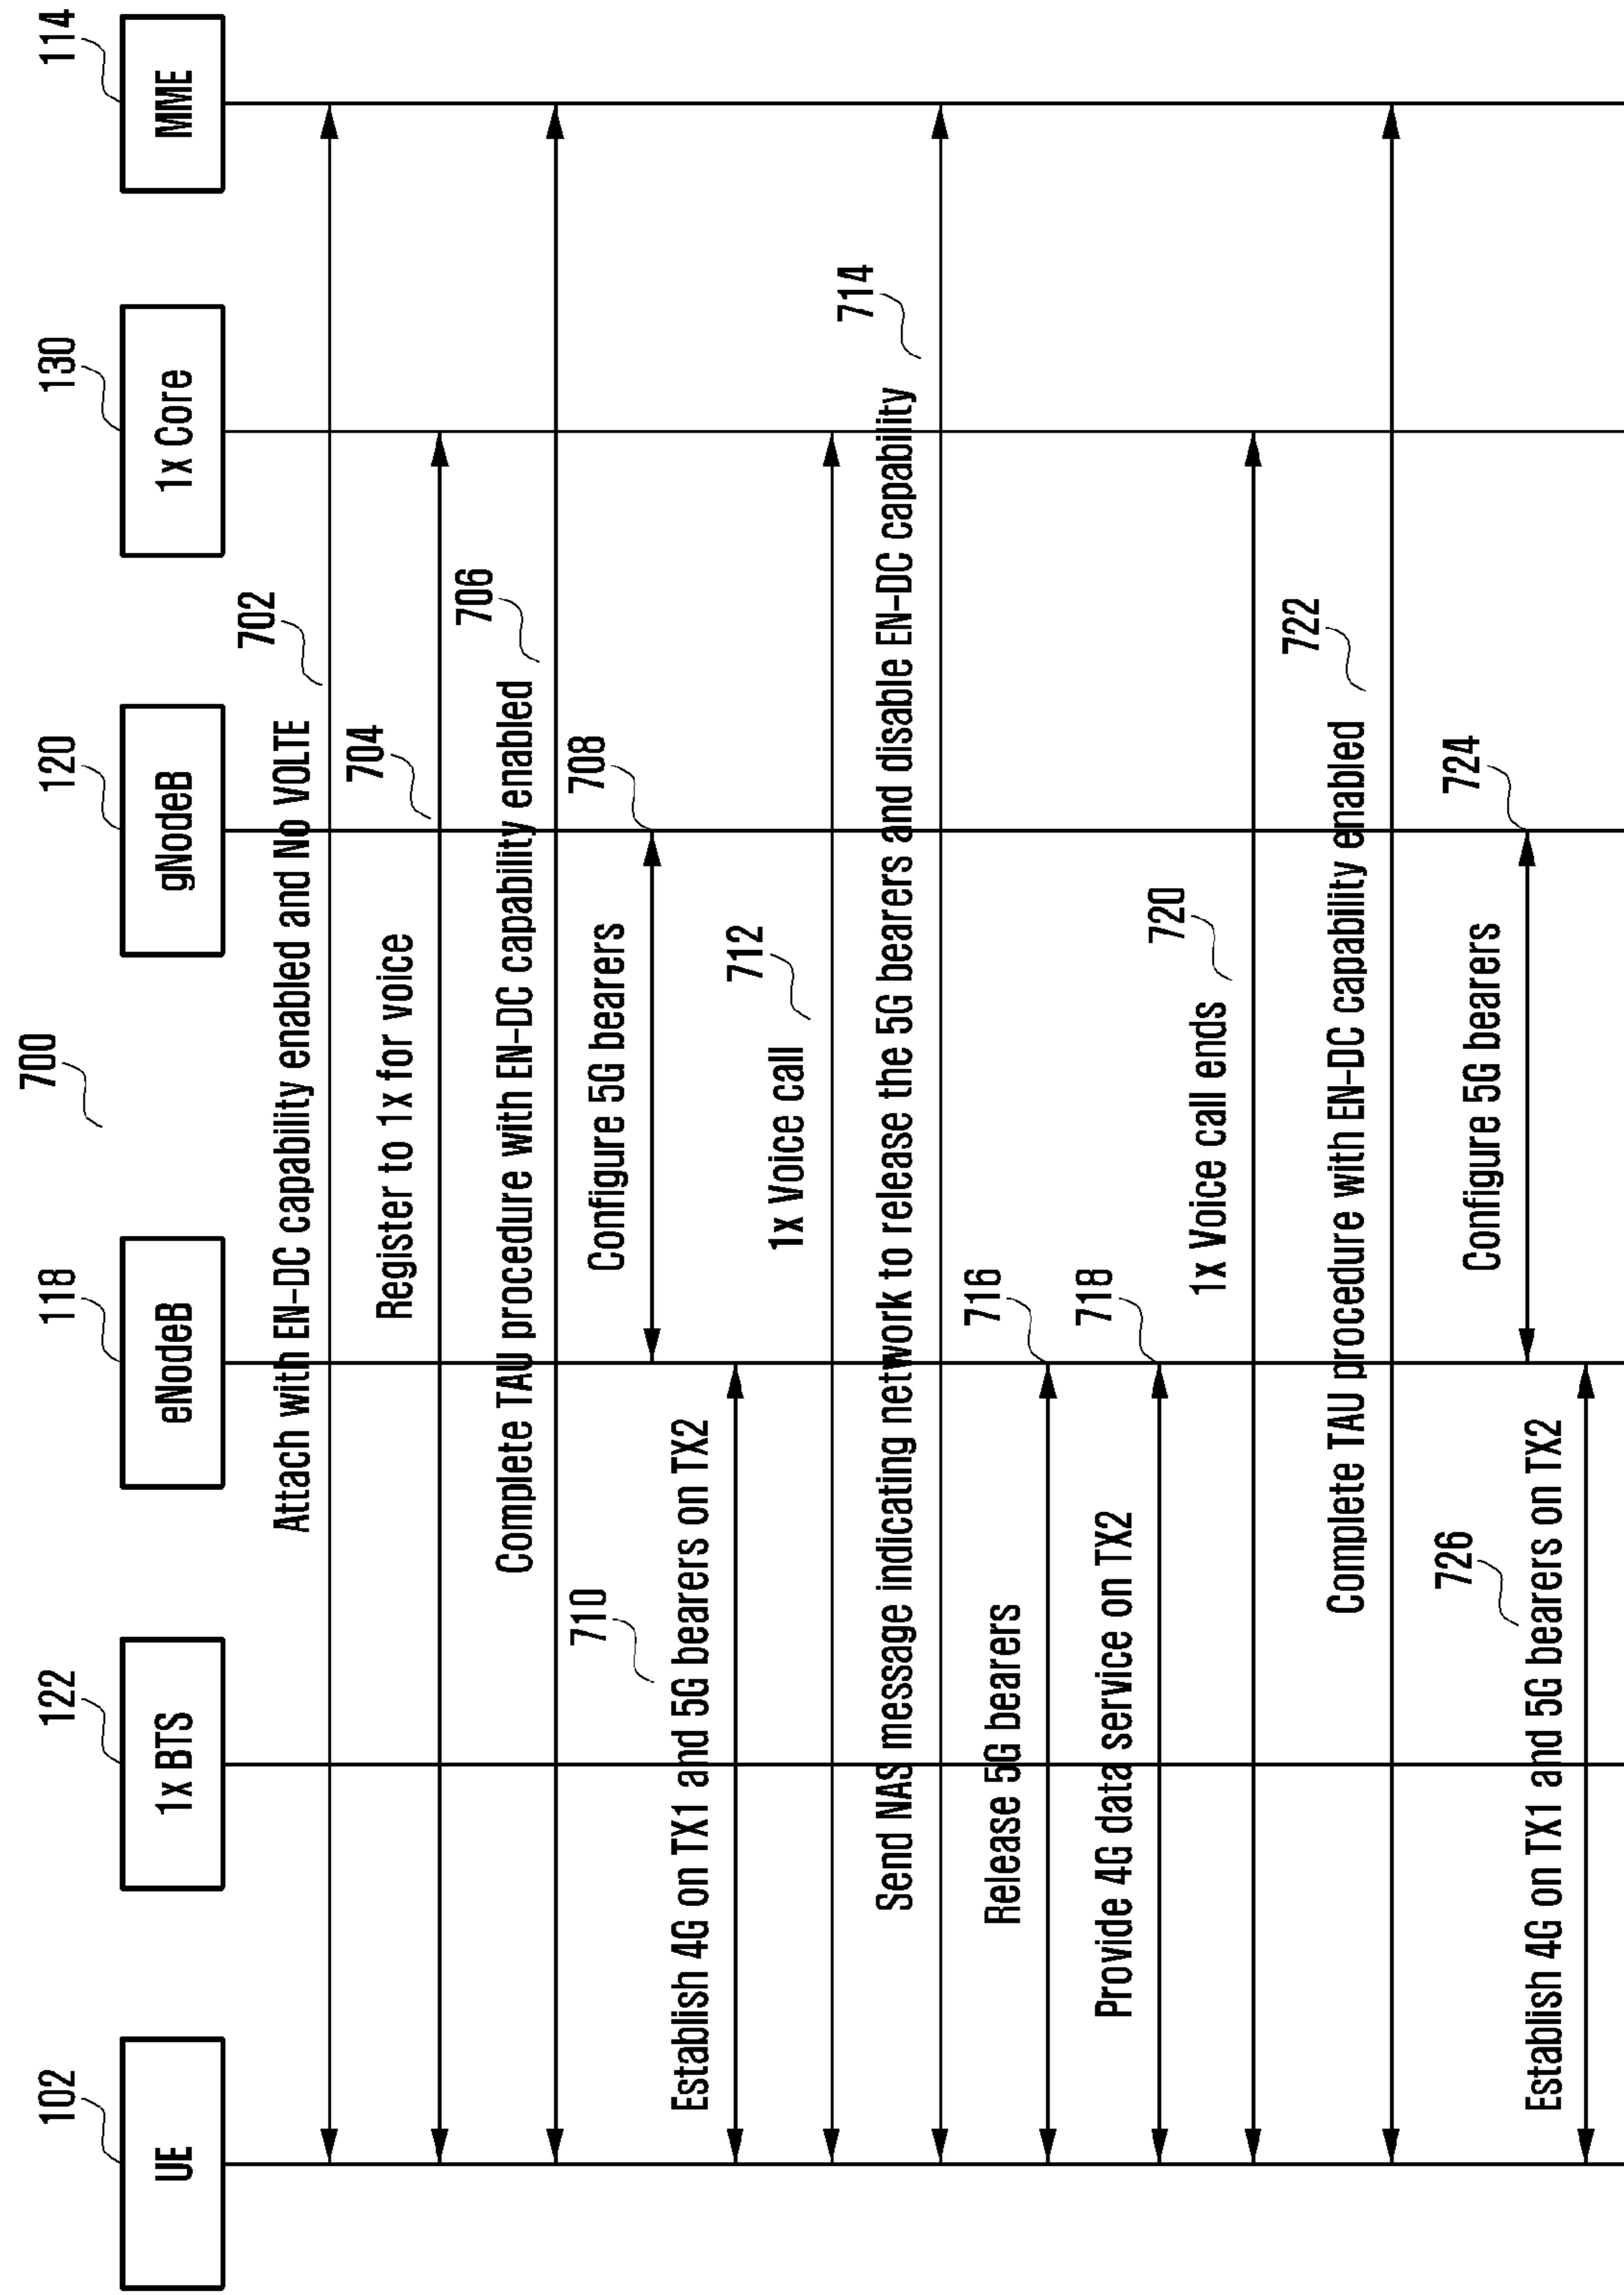 700
102
122
118
120
130
114
UE
1x BTS
eNodeB
gNodeB
1x Core
MME
702
Attach with EN-DC capability enabled and No VOLTE
704
Register to 1x for voice
706
Complete TAU procedure with EN-DC capability enabled
708
Configure 5G bearers
710
Establish 4G on TX1 and 5G bearers on TX2
712
1x Voice call
714
Send NAS message indicating network to release the 5G bearers and disable EN-DC capability
716
Release 5G bearers
718
Provide 4G data service on TX2
720
1x Voice call ends
722
Complete TAU procedure with EN-DC capability enabled
724
Configure 5G bearers
726
Establish 4G on TX1 and 5G bearers on TX2